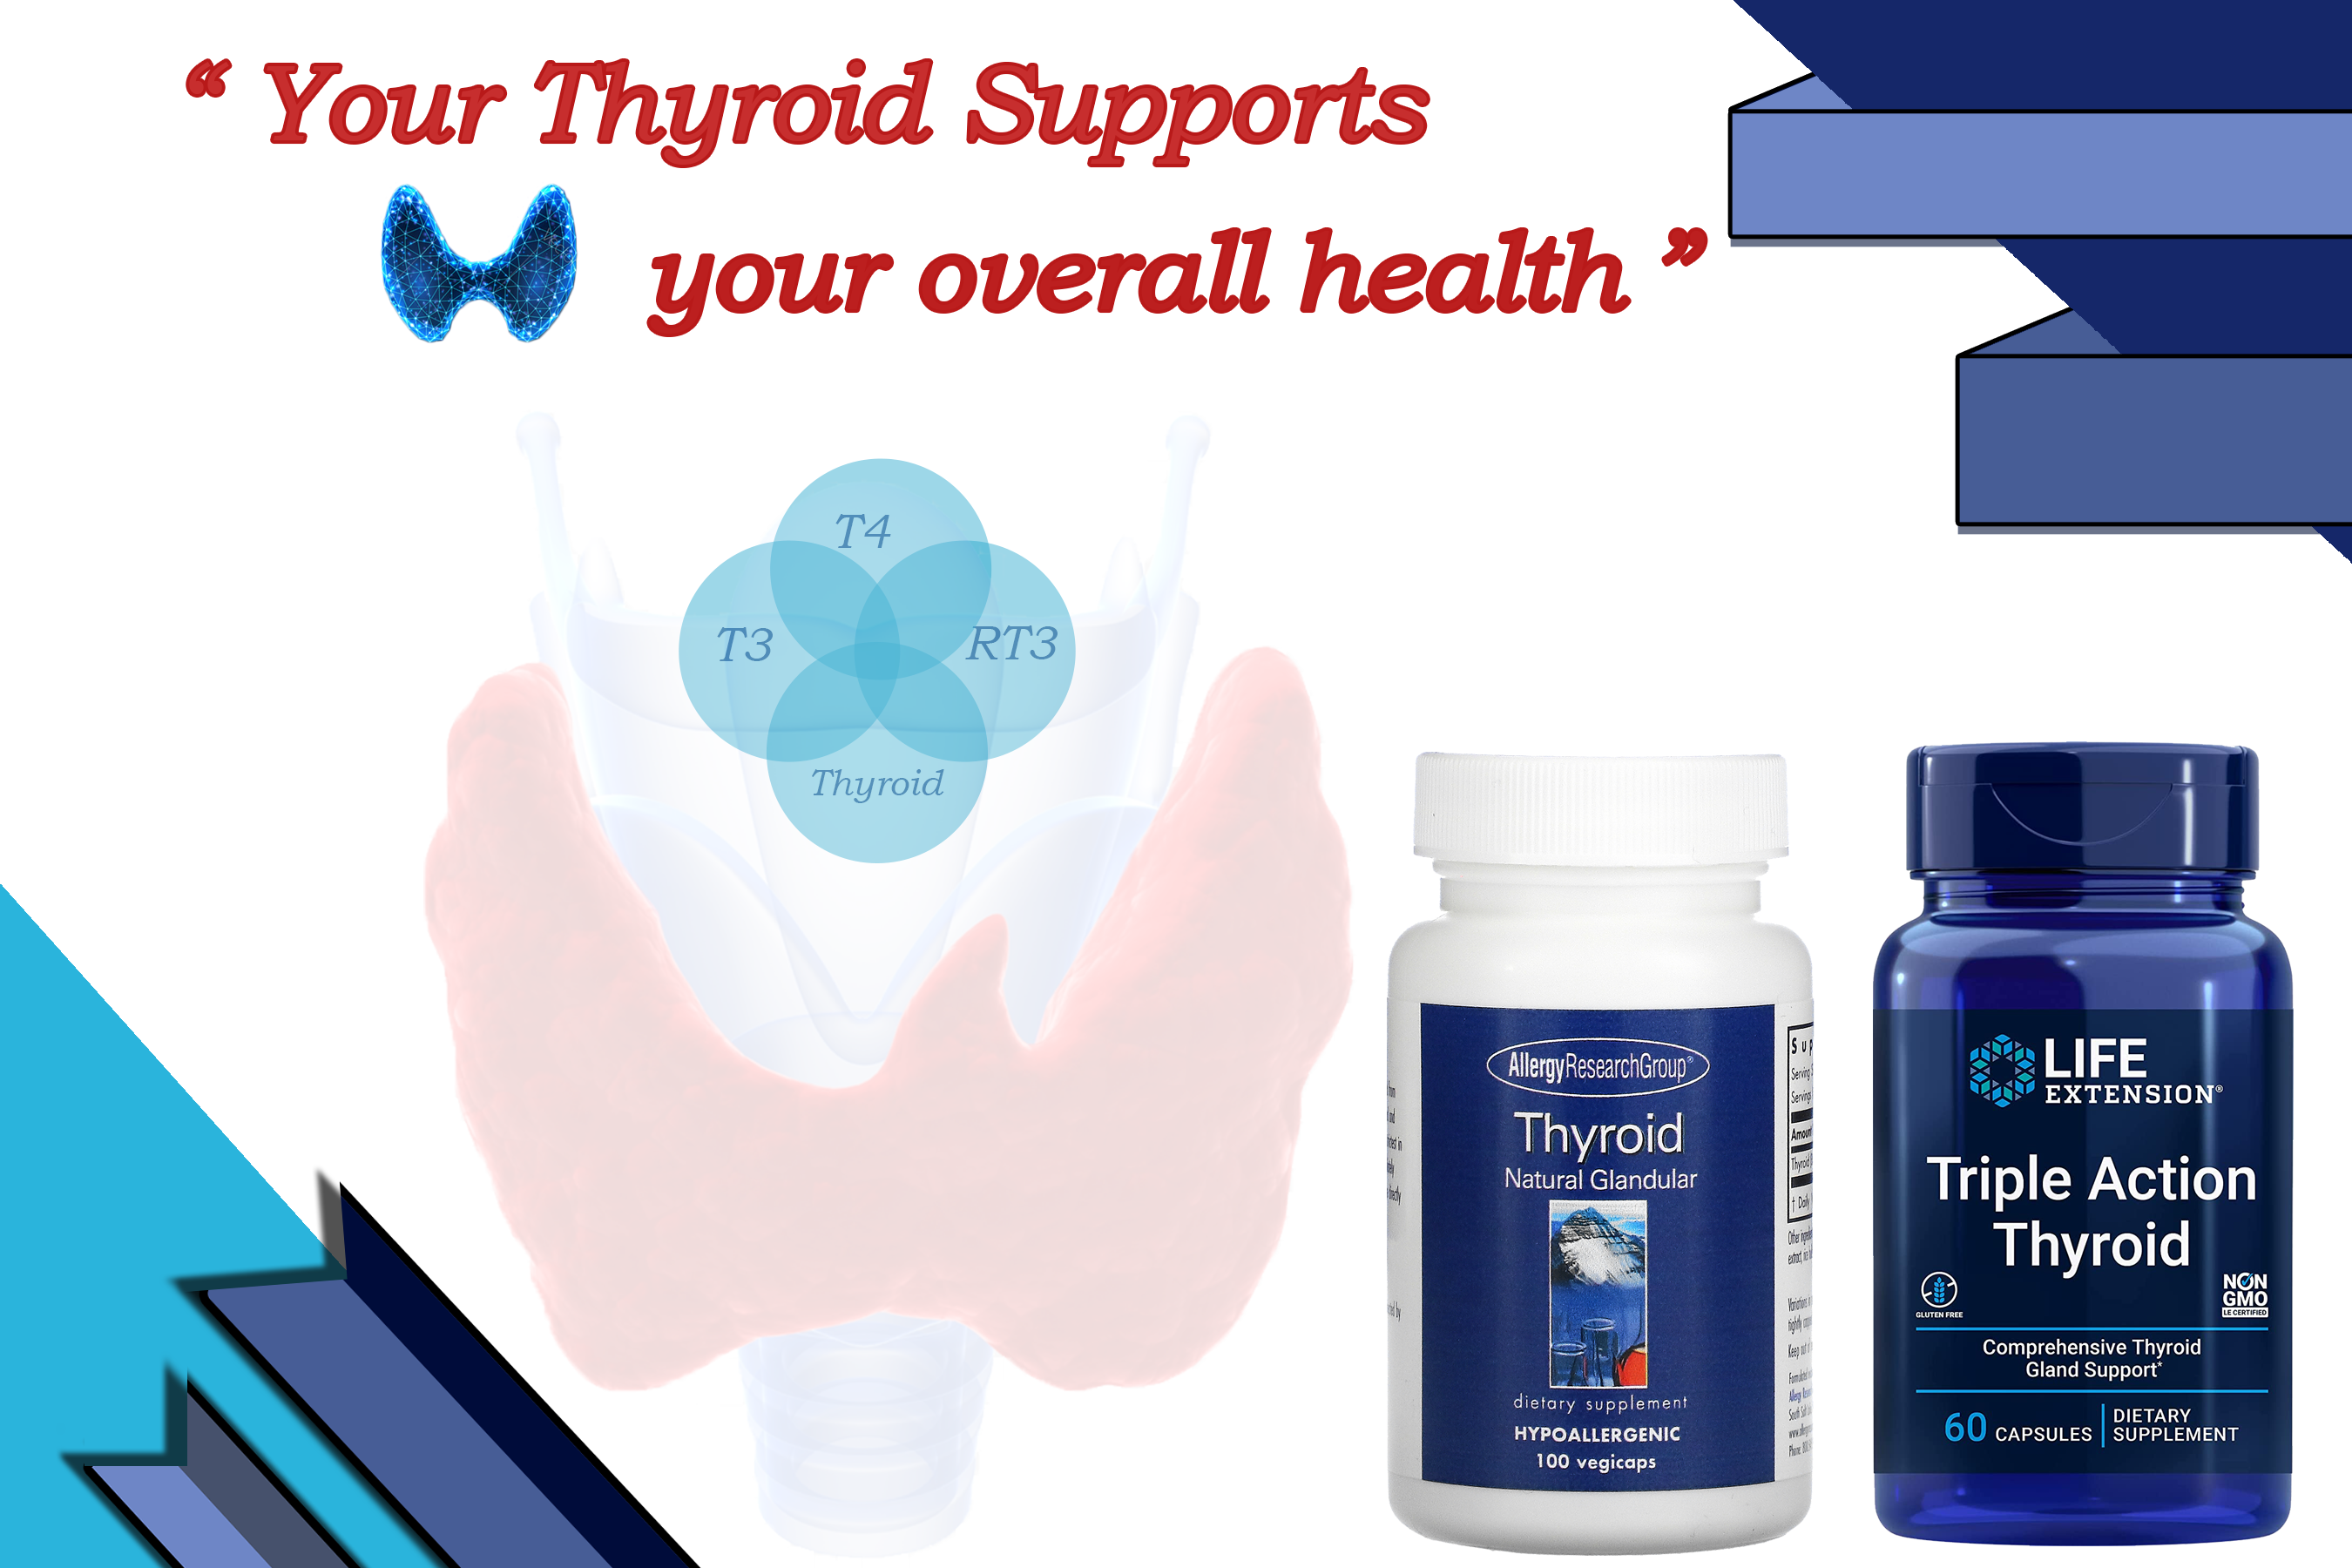 “ Your Thyroid Supports
your overall health ”
T4
T3
RT3
Thyroid
AllergyResearchGroup®
Thyroid
Natural Glandular
dietary supplement
HYPOALLERGENIC
100 vegicaps
Serving
Servings
LIFE
EXTENSION®
Triple Action
Thyroid
GLUTEN FREE
NON
GMO
LE CERTIFIED
Comprehensive Thyroid
Gland Support*
60 CAPSULES
DIETARY
SUPPLEMENT